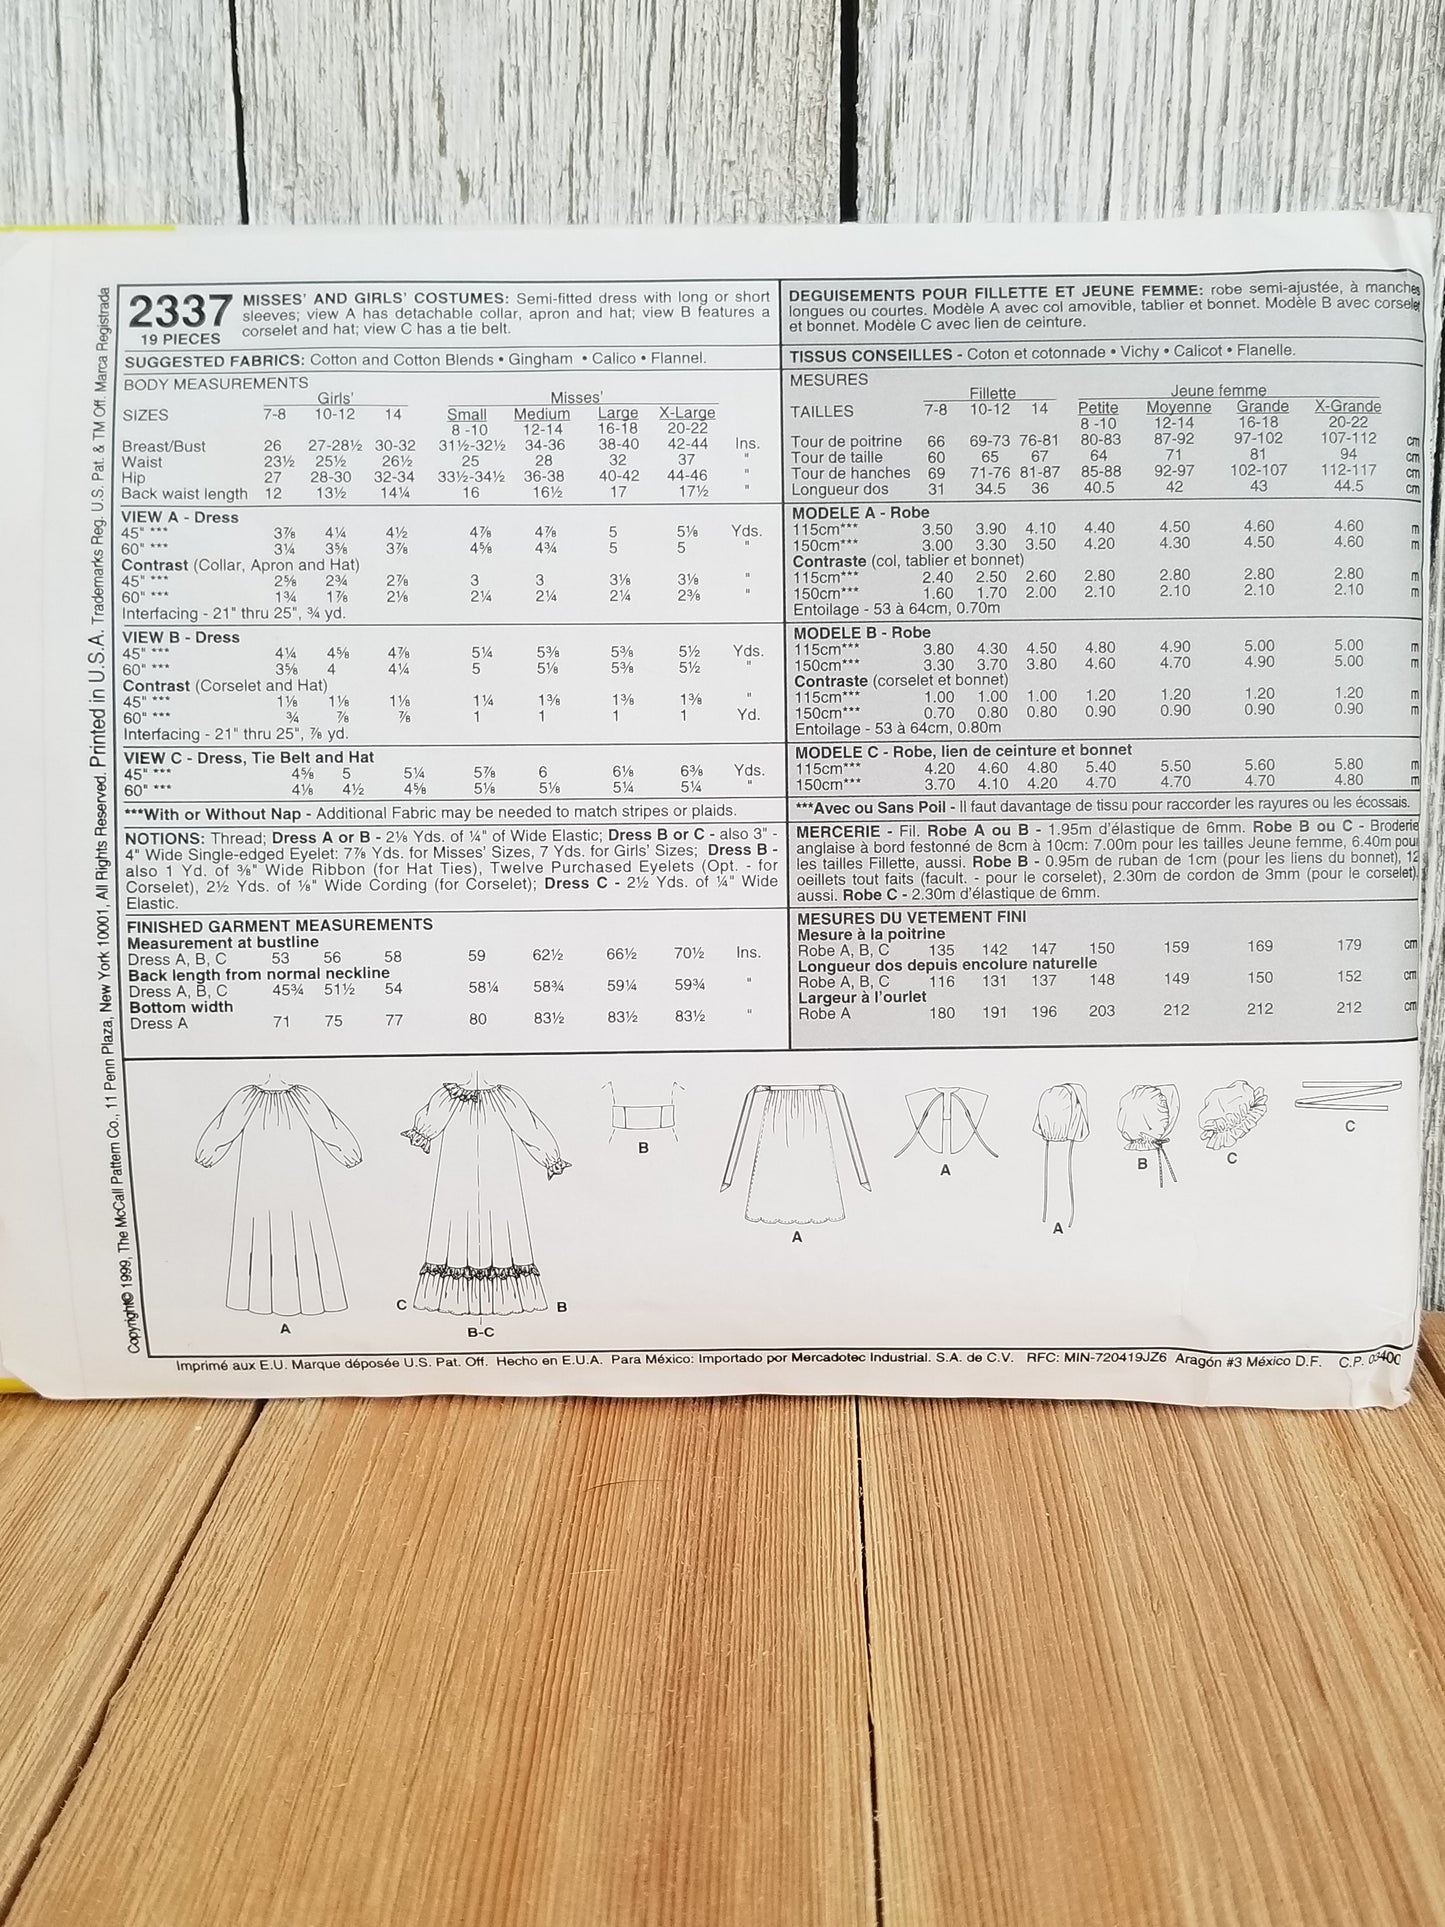 Copyright© 1999, The McCall Pattern Co., 11 Penn Plaza, New York 10001, All Rights Reserved. Printed in U.S.A. Trademarks Reg. U.S. Pat. & TM Off. Marca Registrada
2337 MISSES' AND GIRLS' COSTUMES: Semi-fitted dress with long or short
sleeves; view A has detachable collar, apron and hat; view B features a
19 PIECES corselet and hat; view C has a tie belt.
SUGGESTED FABRICS: Cotton and Cotton Blends • Gingham • Calico • Flannel.
BODY MEASUREMENTS
Girls' Misses'
SIZES 7-8 10-12 14 Small Medium Large X-Large
8 -10 12-14 16-18 20-22
Breast/Bust 26 27-28½ 30-32 31½-32½ 34-36 38-40 42-44 Ins.
Waist 23½ 25½ 26½ 25 28 32 37 "
Hip 27 28-30 32-34 33½-34½ 36-38 40-42 44-46 "
Back waist length 12 13½ 14¼ 16 16½ 17 17½ "
VIEW A - Dress
45" *** 3⅞ 4¼ 4½ 4⅞ 4⅞ 5 5⅛ Yds.
60" *** 3¼ 3⅝ 3⅞ 4⅝ 4¾ 5 5 "
Contrast (Collar, Apron and Hat)
45" *** 2⅝ 2¾ 2⅞ 3 3 3⅛ 3⅛ "
60" *** 1¾ 1⅞ 2⅛ 2¼ 2¼ 2¼ 2⅜ "
Interfacing - 21" thru 25", ¾ yd.
VIEW B - Dress
45" *** 4¼ 4⅝ 4⅞ 5¼ 5⅜ 5⅜ 5½ Yds.
60" *** 3⅝ 4 4¼ 5 5⅛ 5⅜ 5½ "
Contrast (Corselet and Hat)
45" *** 1⅛ 1⅛ 1⅛ 1¼ 1⅜ 1⅜ 1⅜ "
60" *** ¾ ⅞ ⅞ 1 1 1 1 Yd.
Interfacing - 21" thru 25", ⅞ yd.
VIEW C - Dress, Tie Belt and Hat
45" *** 4⅝ 5 5¼ 5⅞ 6 6⅛ 6⅜ Yds.
60" *** 4⅛ 4½ 4⅝ 5⅛ 5⅛ 5¼ 5¼ "
***With or Without Nap - Additional Fabric may be needed to match stripes or plaids.
NOTIONS: Thread; Dress A or B - 2⅛ Yds. of ¼" of Wide Elastic; Dress B or C - also 3" -
4" Wide Single-edged Eyelet: 7⅞ Yds. for Misses' Sizes, 7 Yds. for Girls' Sizes; Dress B -
also 1 Yd. of ⅜" Wide Ribbon (for Hat Ties), Twelve Purchased Eyelets (Opt. - for
Corselet), 2½ Yds. of ⅛" Wide Cording (for Corselet); Dress C - 2½ Yds. of ¼" Wide
Elastic.
FINISHED GARMENT MEASUREMENTS
Measurement at bustline
Dress A, B, C 53 56 58 59 62½ 66½ 70½ Ins.
Back length from normal neckline
Dress A, B, C 45¾ 51½ 54 58¼ 58¾ 59¼ 59¾ "
Bottom width
Dress A 71 75 77 80 83½ 83½ 83½ "
DEGUISEMENTS POUR FILLETTE ET JEUNE FEMME: robe semi-ajustée, à manches
longues ou courtes. Modèle A avec col amovible, tablier et bonnet. Modèle B avec corselet
et bonnet. Modèle C avec lien de ceinture.
TISSUS CONSEILLES - Coton et cotonnade • Vichy • Calicot • Flanelle.
MESURES
Fillette Jeune femme
TAILLES 7-8 10-12 14 Petite Moyenne Grande X-Grande
8 -10 12-14 16-18 20-22
Tour de poitrine 66 69-73 76-81 80-83 87-92 97-102 107-112 cm
Tour de taille 60 65 67 64 71 81 94 cm
Tour de hanches 69 71-76 81-87 85-88 92-97 102-107 112-117 cm
Longueur dos 31 34.5 36 40.5 42 43 44.5 cm
MODELE A - Robe
115cm*** 3.50 3.90 4.10 4.40 4.50 4.60 4.60 m
150cm*** 3.00 3.30 3.50 4.20 4.30 4.50 4.60 m
Contraste (col, tablier et bonnet)
115cm*** 2.40 2.50 2.60 2.80 2.80 2.80 2.80 m
150cm*** 1.60 1.70 2.00 2.10 2.10 2.10 2.10 m
Entoilage - 53 à 64cm, 0.70m
MODELE B - Robe
115cm*** 3.80 4.30 4.50 4.80 4.90 5.00 5.00 m
150cm*** 3.30 3.70 3.80 4.60 4.70 4.90 5.00 m
Contraste (corselet et bonnet)
115cm*** 1.00 1.00 1.00 1.20 1.20 1.20 1.20 m
150cm*** 0.70 0.80 0.80 0.90 0.90 0.90 0.90 m
Entoilage - 53 à 64cm, 0.80m
MODELE C - Robe, lien de ceinture et bonnet
115cm*** 4.20 4.60 4.80 5.40 5.50 5.60 5.80 m
150cm*** 3.70 4.10 4.20 4.70 4.70 4.70 4.80 m
***Avec ou Sans Poil - Il faut davantage de tissu pour raccorder les rayures ou les écossais.
MERCERIE - Fil. Robe A ou B - 1.95m d'élastique de 6mm. Robe B ou C - Broderie
anglaise à bord festonné de 8cm à 10cm: 7.00m pour les tailles Jeune femme, 6.40m pour
les tailles Fillette, aussi. Robe B - 0.95m de ruban de 1cm (pour les liens du bonnet), 12
oeillets tout faits (facult. - pour le corselet), 2.30m de cordon de 3mm (pour le corselet),
aussi. Robe C - 2.30m d'élastique de 6mm.
MESURES DU VETEMENT FINI
Mesure à la poitrine
Robe A, B, C 135 142 147 150 159 169 179 cm
Longueur dos depuis encolure naturelle
Robe A, B, C 116 131 137 148 149 150 152 cm
Largeur à l'ourlet
Robe A 180 191 196 203 212 212 212 cm
A
C
B
B-C
B
A
A
A
B
C
C
Imprimé aux E.U. Marque déposée U.S. Pat. Off. Hecho en E.U.A. Para México: Importado por Mercadotec Industrial. S.A. de C.V. RFC: MIN-720419JZ6 Aragón #3 México D.F. C.P. 03400